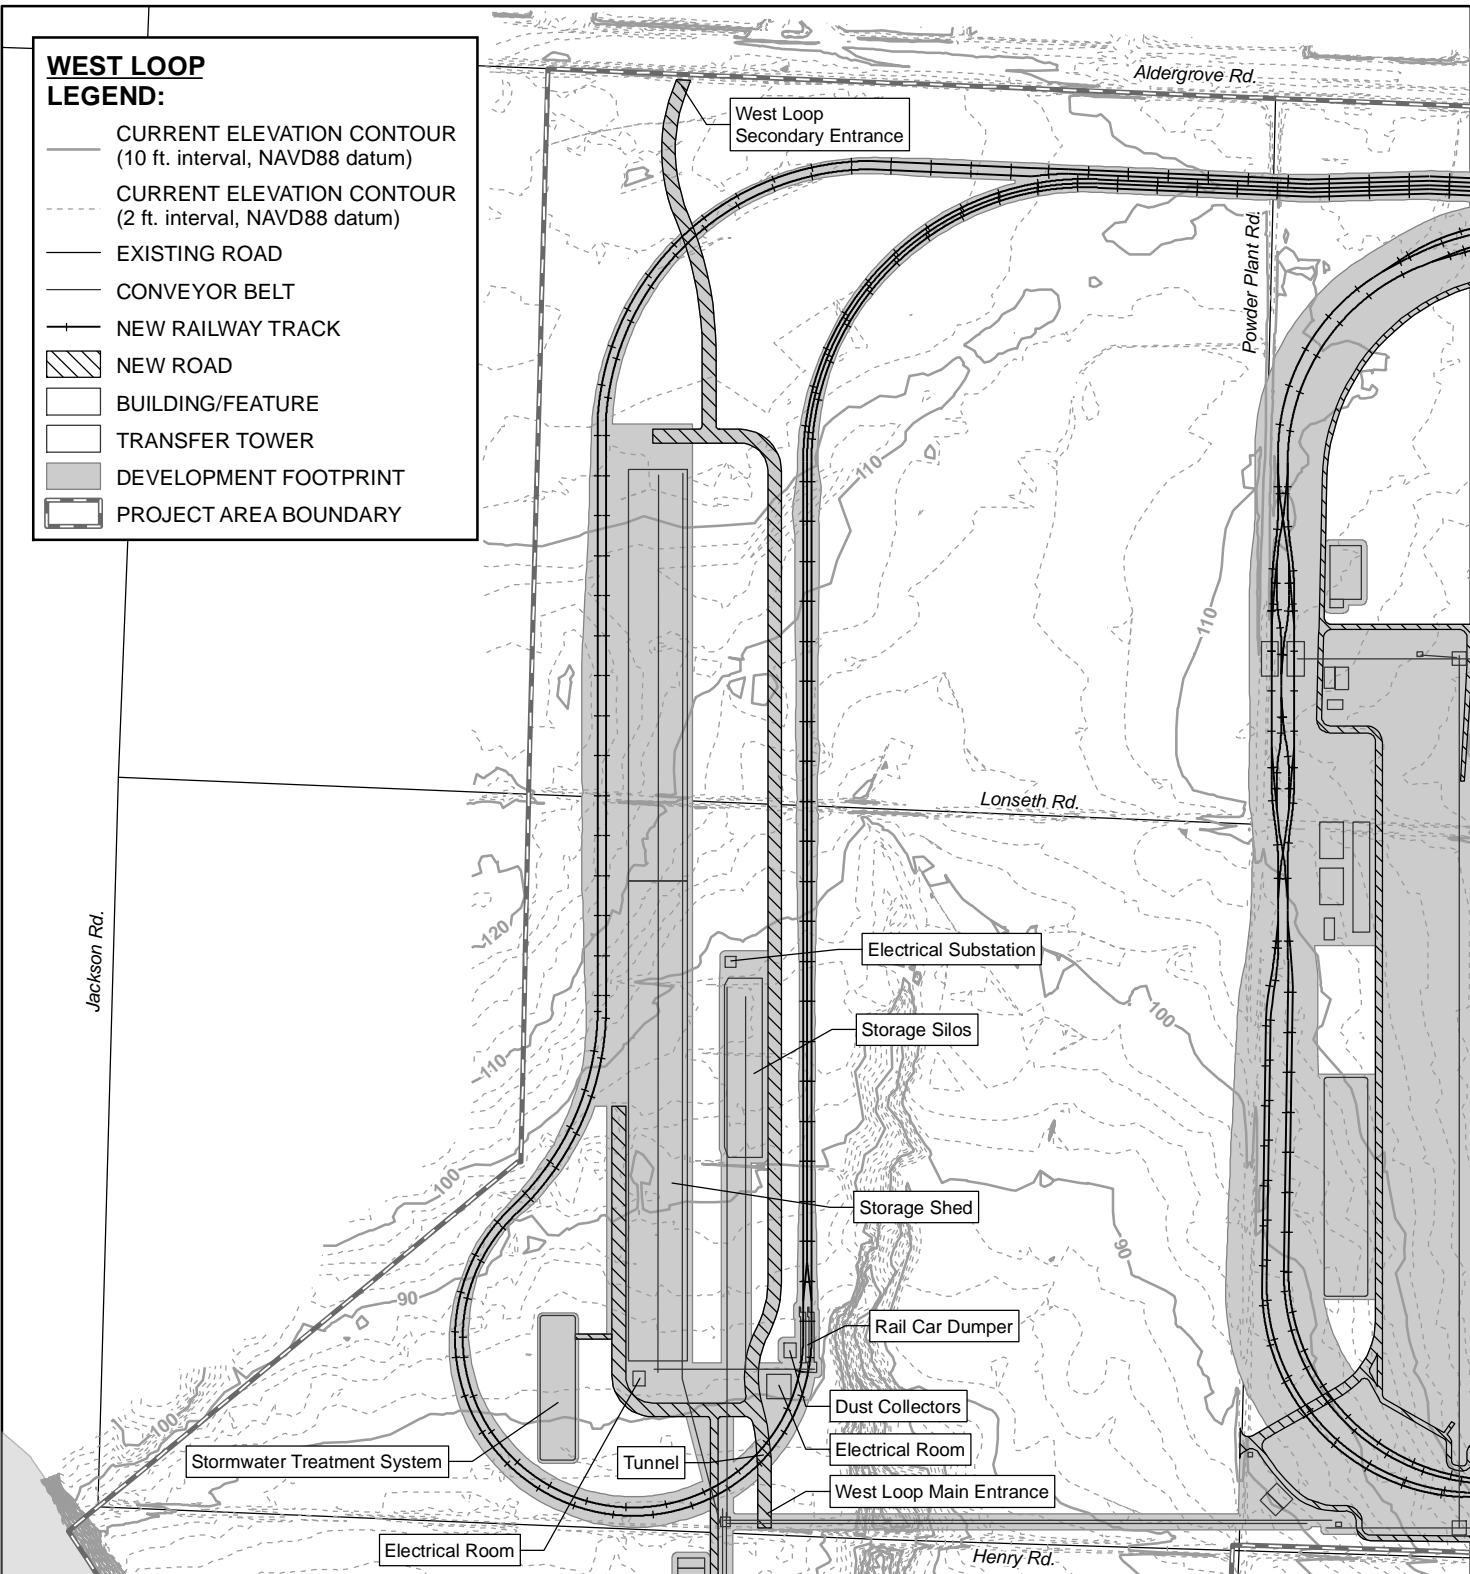 WEST LOOP
LEGEND:
CURRENT ELEVATION CONTOUR
(10 ft. interval, NAVD88 datum)
CURRENT ELEVATION CONTOUR
(2 ft. interval, NAVD88 datum)
EXISTING ROAD
CONVEYOR BELT
NEW RAILWAY TRACK
NEW ROAD
BUILDING/FEATURE
TRANSFER TOWER
DEVELOPMENT FOOTPRINT
PROJECT AREA BOUNDARY
Aldergrove Rd.
West Loop
Secondary Entrance
Powder Plant Rd.
110
110
Lonseth Rd.
120
Jackson Rd.
Electrical Substation
100
Storage Silos
110
100
Storage Shed
90
90
Rail Car Dumper
Dust Collectors
100
Electrical Room
Stormwater Treatment System
Tunnel
West Loop Main Entrance
Electrical Room
Henry Rd.